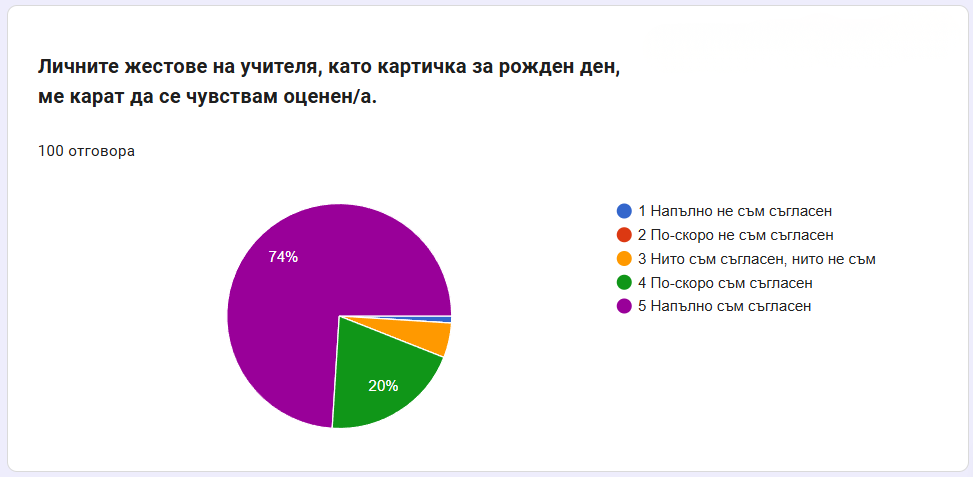 Личните жестове на учителя, като картичка за рожден ден,
ме карат да се чувствам оценен/а.
100 отговора
74%
20%
1 Напълно не съм съгласен
2 По-скоро не съм съгласен
3 Нито съм съгласен, нито не съм
4 По-скоро съм съгласен
5 Напълно съм съгласен